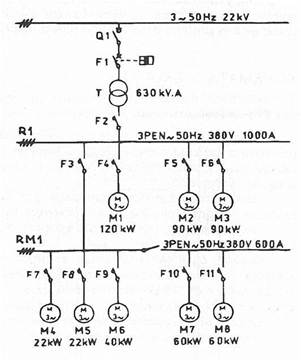 3~50Hz 22kV
Q1
F1
T 630kV.A
F2
R1 3PEN~50Hz 380V 1000A
F3 F4 F5 F6
M 3~ M 3~ M 3~
M1 M2 M3
120kW 90kW 90kW
RM1 3PEN~50Hz 380V 600A
F7 F8 F9 F10 F11
M 3~ M 3~ M 3~ M 3~ M 3~
M4 M5 M6 M7 M8
22kW 22kW 40kW 60kW 60kW